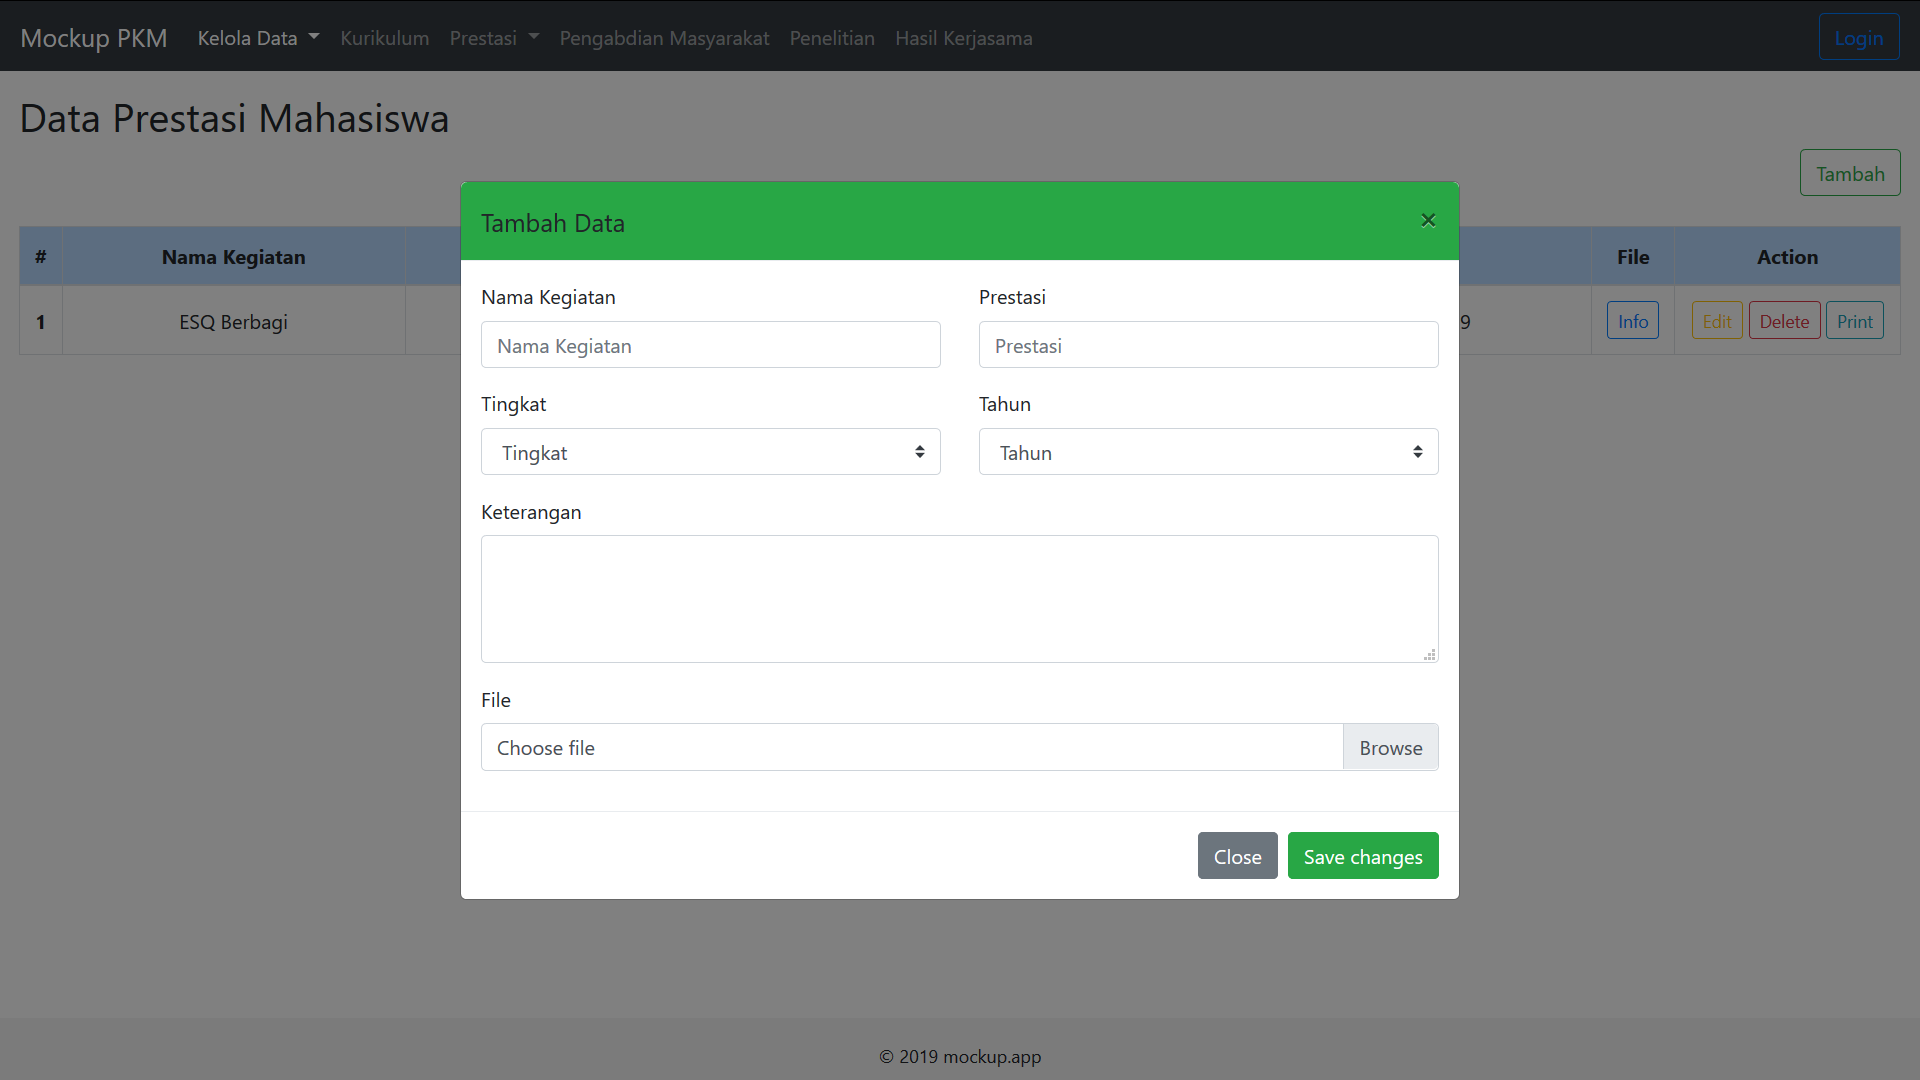 Mockup PKM Kelola Data Kurikulum Prestasi Pengabdian Masyarakat Penelitian Hasil Kerjasama Login
Data Prestasi Mahasiswa
Tambah
# Nama Kegiatan File Action
1 ESQ Berbagi 9 Info Edit Delete Print
Tambah Data ×
Nama Kegiatan Prestasi
Nama Kegiatan Prestasi
Tingkat Tahun
Tingkat Tahun
Keterangan
File
Choose file Browse
Close Save changes
© 2019 mockup.app